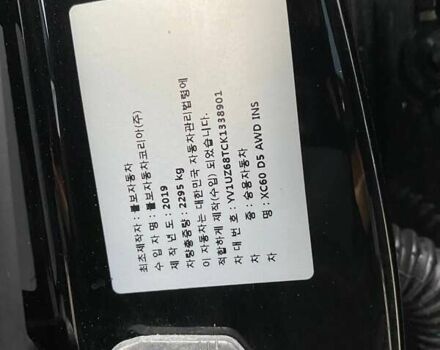 최초제작자 : 볼보자동차
수 입 자 명 : 볼보자동차코리아(주)
제 작 년 도 : 2019
차량총중량 : 2295 kg
이 자동차는 대한민국 자동차관리법령에
적합하게 제작(수입) 되었습니다.
차 대 번 호 : YV1UZ68TCK1338901
차 종 : 승용자동차
차 명 : XC60 D5 AWD INS